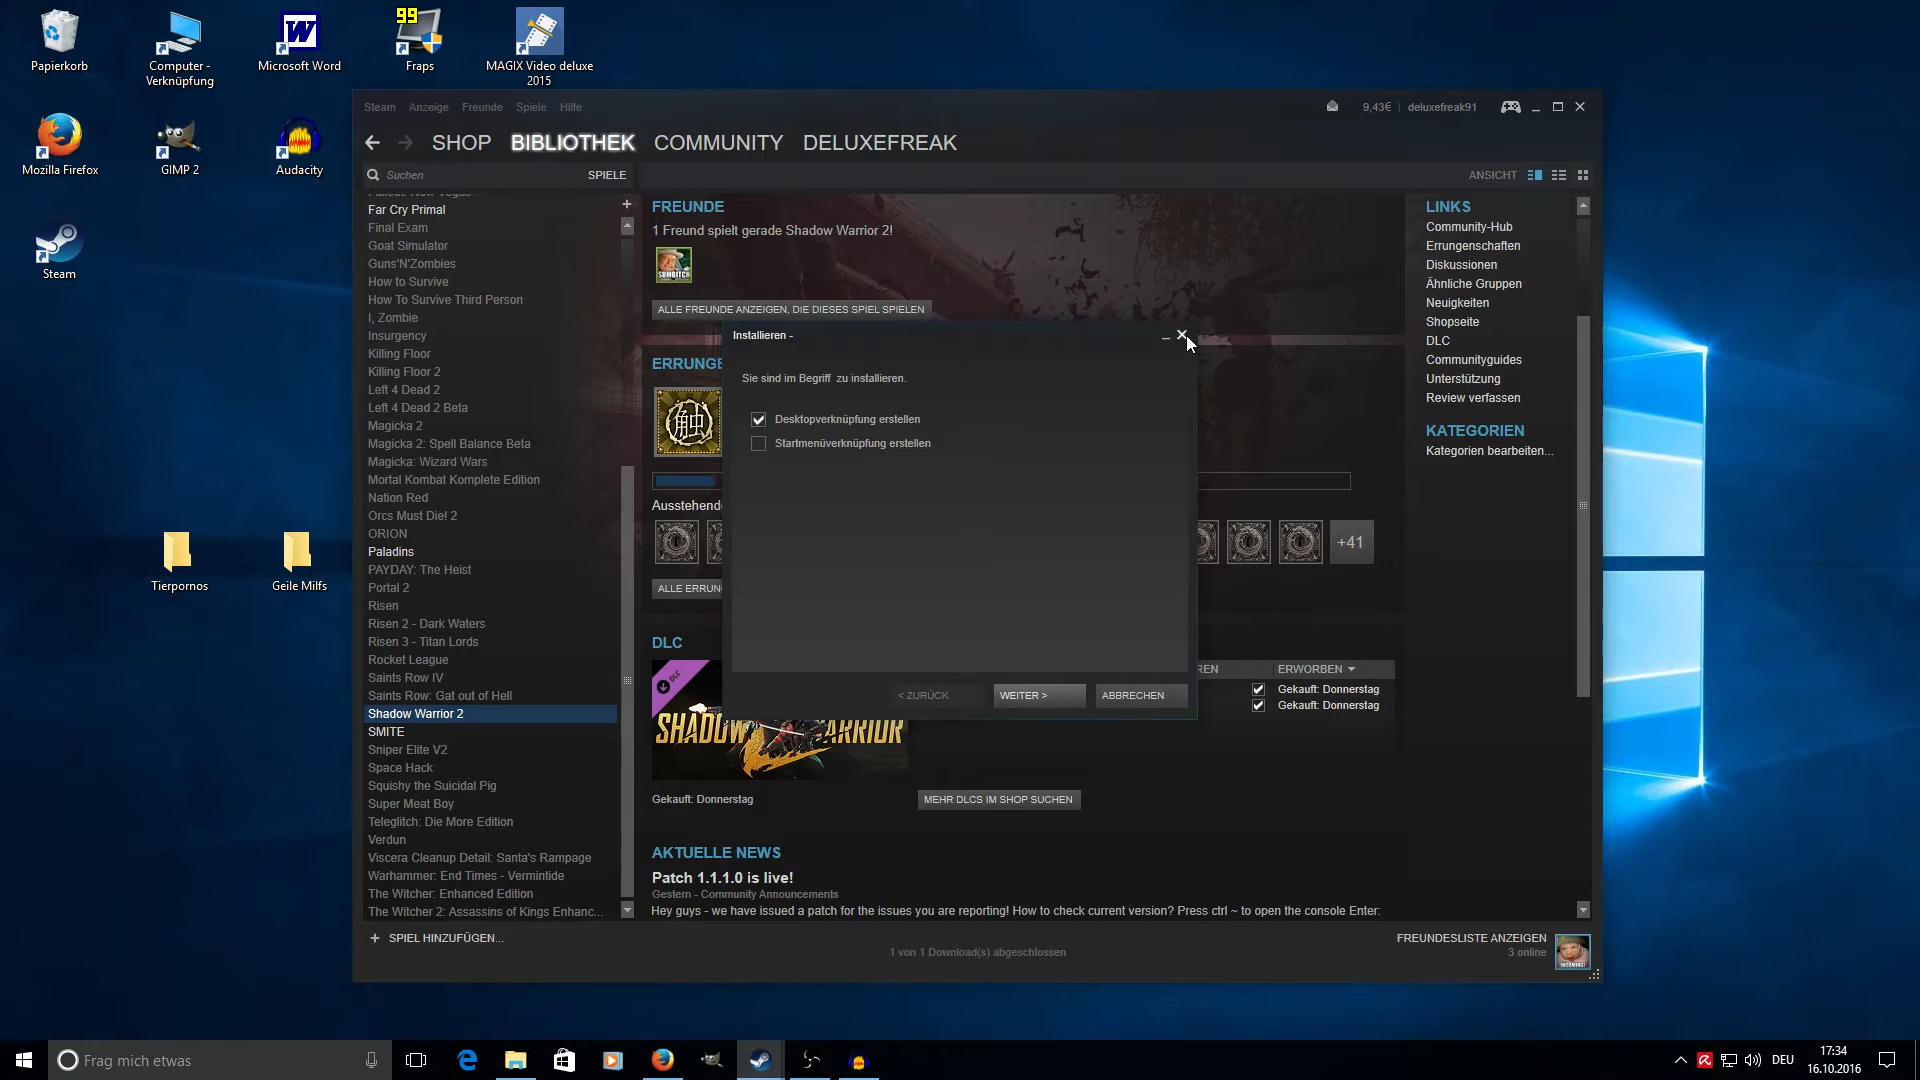 Papierkorb
Computer -
Verknüpfung
Microsoft Word
99
Fraps
MAGIX Video deluxe
2015
Mozilla Firefox
GIMP 2
Audacity
Steam
Tierpornos
Geile Milfs
Steam Anzeige Freunde Spiele Hilfe
9,43€ | deluxefreak91
SHOP BIBLIOTHEK COMMUNITY DELUXEFREAK
Suchen
SPIELE
ANSICHT
Fallout: New Vegas
Far Cry Primal
Final Exam
Goat Simulator
Guns'N'Zombies
How to Survive
How To Survive Third Person
I, Zombie
Insurgency
Killing Floor
Killing Floor 2
Left 4 Dead 2
Left 4 Dead 2 Beta
Magicka 2
Magicka 2: Spell Balance Beta
Magicka: Wizard Wars
Mortal Kombat Komplete Edition
Nation Red
Orcs Must Die! 2
ORION
Paladins
PAYDAY: The Heist
Portal 2
Risen
Risen 2 - Dark Waters
Risen 3 - Titan Lords
Rocket League
Saints Row IV
Saints Row: Gat out of Hell
Shadow Warrior 2
SMITE
Sniper Elite V2
Space Hack
Squishy the Suicidal Pig
Super Meat Boy
Teleglitch: Die More Edition
Verdun
Viscera Cleanup Detail: Santa's Rampage
Warhammer: End Times - Vermintide
The Witcher: Enhanced Edition
The Witcher 2: Assassins of Kings Enhanc...
+ SPIEL HINZUFÜGEN...
FREUNDE
1 Freund spielt gerade Shadow Warrior 2!
SUMBITCH
ALLE FREUNDE ANZEIGEN, DIE DIESES SPIEL SPIELEN
ERRUNGE
触
Ausstehend
+41
ALLE ERRUN
Installieren -
Sie sind im Begriff zu installieren.
Desktopverknüpfung erstellen
Startmenüverknüpfung erstellen
< ZURÜCK
WEITER >
ABBRECHEN
DLC
REN
ERWORBEN
Gekauft: Donnerstag
Gekauft: Donnerstag
DLC
SHADOW WARRIOR
2
Gekauft: Donnerstag
MEHR DLCS IM SHOP SUCHEN
AKTUELLE NEWS
Patch 1.1.1.0 is live!
Gestern - Community Announcements
Hey guys - we have issued a patch for the issues you are reporting! How to check current version? Press ctrl ~ to open the console Enter:
LINKS
Community-Hub
Errungenschaften
Diskussionen
Ähnliche Gruppen
Neuigkeiten
Shopseite
DLC
Communityguides
Unterstützung
Review verfassen
KATEGORIEN
Kategorien bearbeiten...
1 von 1 Download(s) abgeschlossen
FREUNDESLISTE ANZEIGEN
3 online
INCOMING!
Frag mich etwas
DEU
17:34
16.10.2016